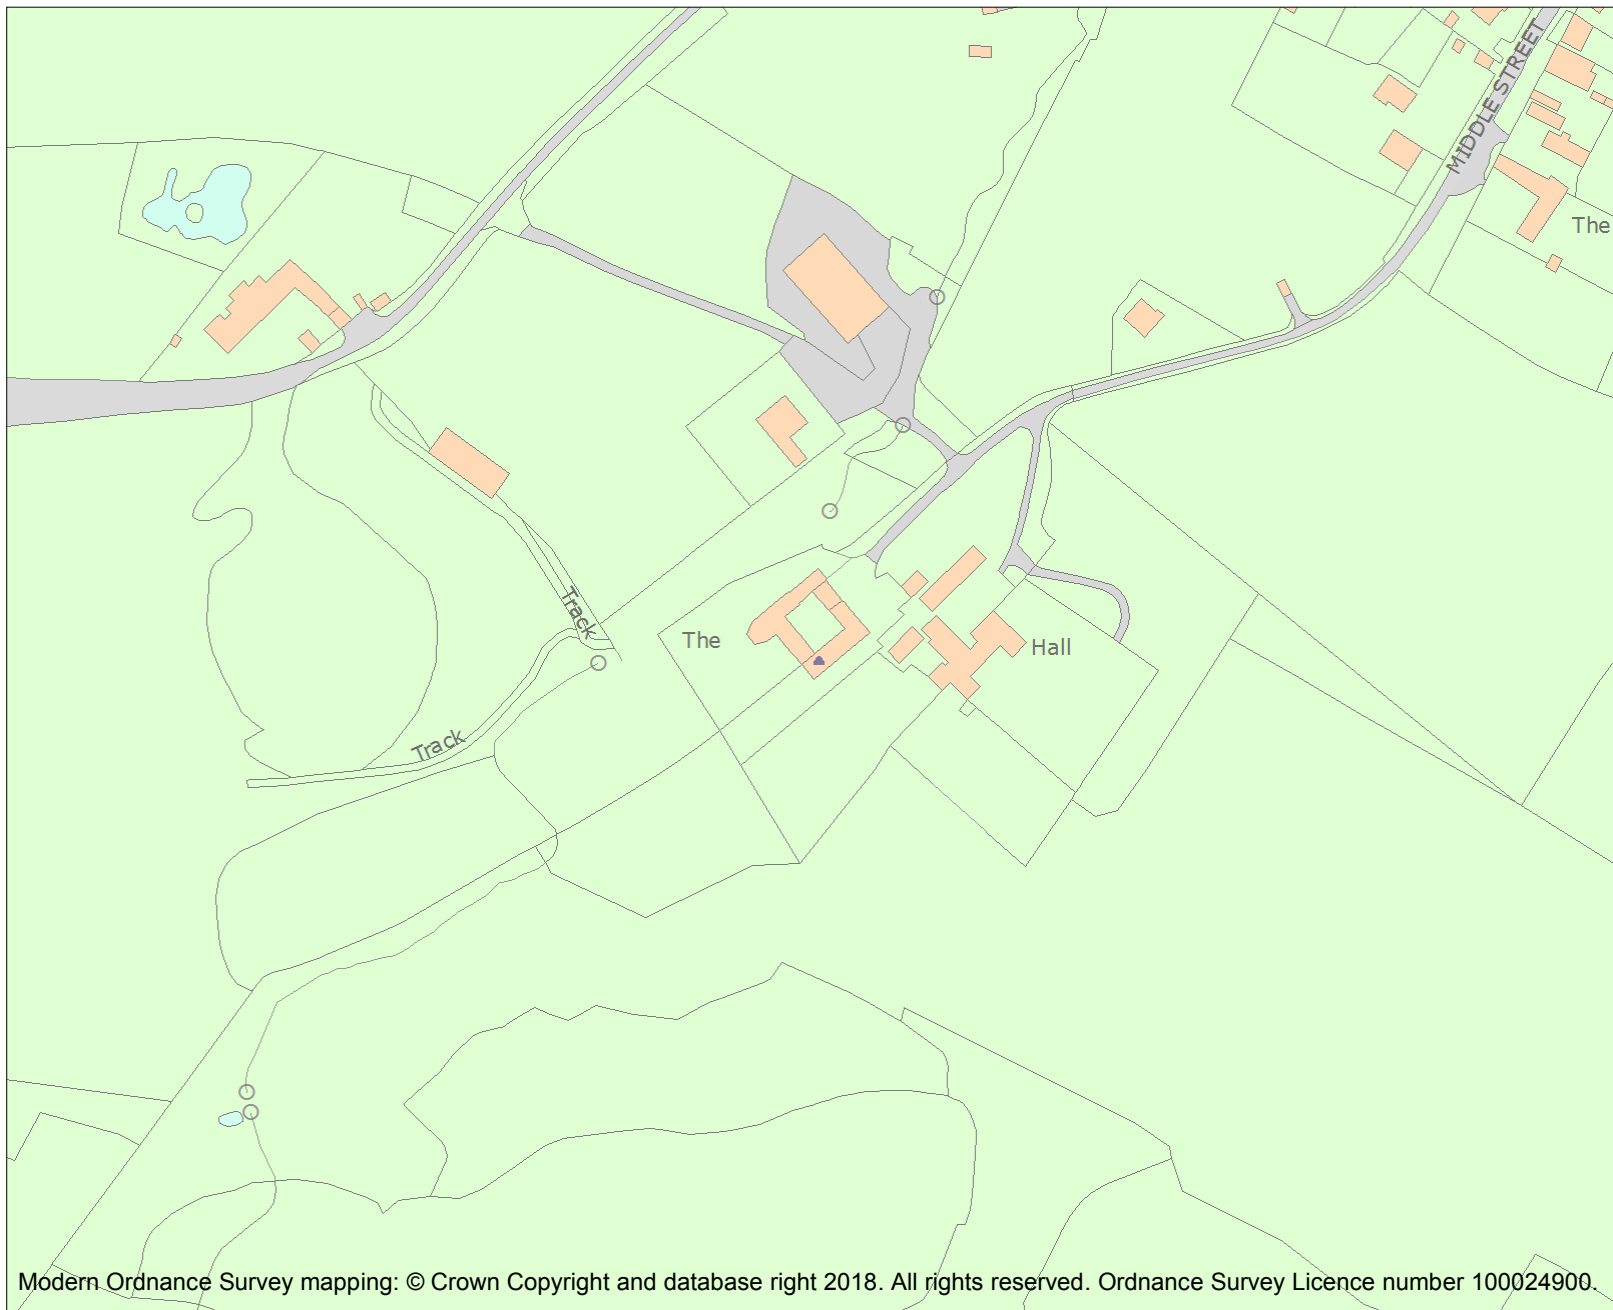 MIDDLE STREET
The
Track
The
Hall
Track
Modern Ordnance Survey mapping: © Crown Copyright and database right 2018. All rights reserved. Ordnance Survey Licence number 100024900.